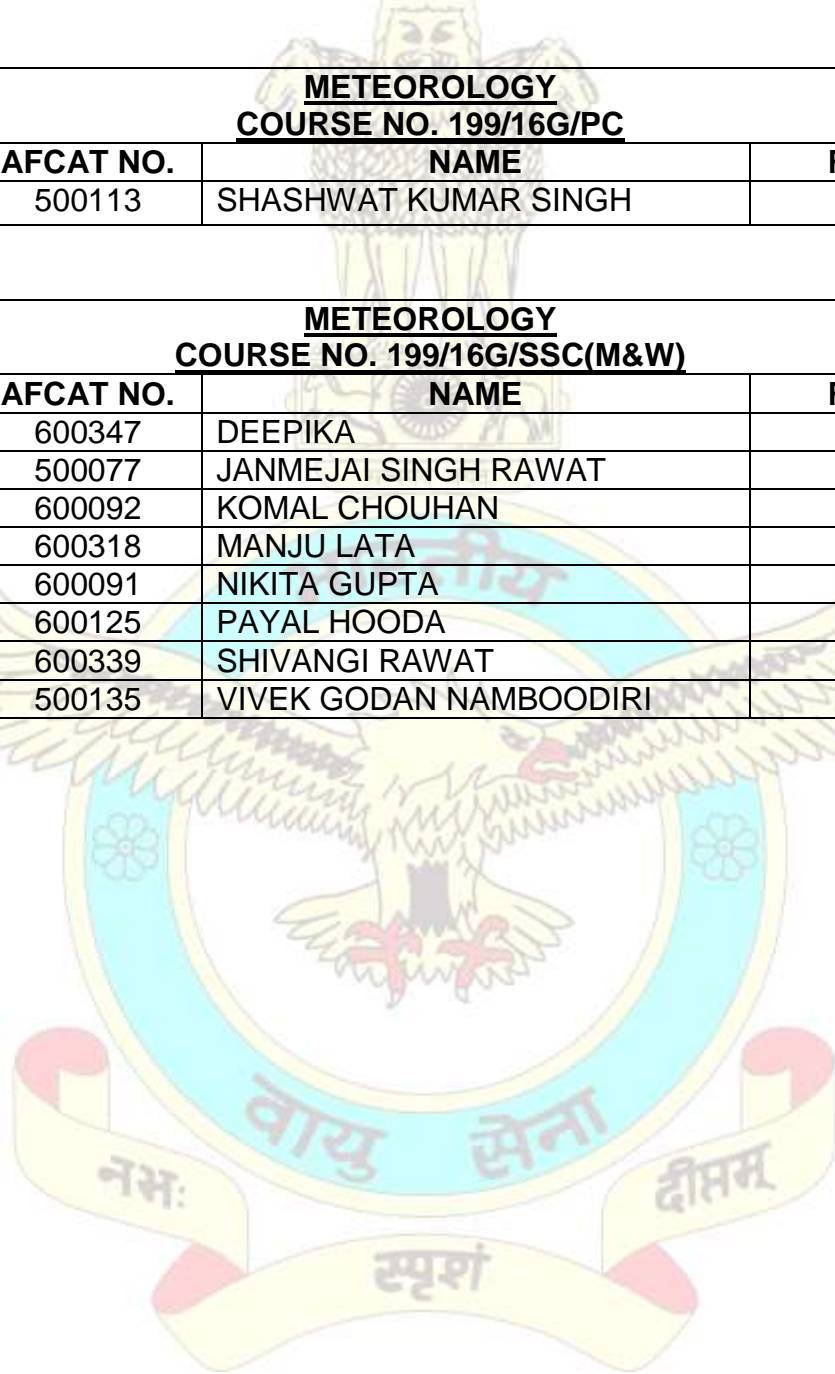 METEOROLOGY
COURSE NO. 199/16G/PC
AFCAT NO. NAME
500113 SHASHWAT KUMAR SINGH
METEOROLOGY
COURSE NO. 199/16G/SSC(M&W)
AFCAT NO. NAME
600347 DEEPIKA
500077 JANMEJAI SINGH RAWAT
600092 KOMAL CHOUHAN
600318 MANJU LATA
600091 NIKITA GUPTA
600125 PAYAL HOODA
600339 SHIVANGI RAWAT
500135 VIVEK GODAN NAMBOODIRI
वायु सेना
नभः स्पृशं दीप्तम्